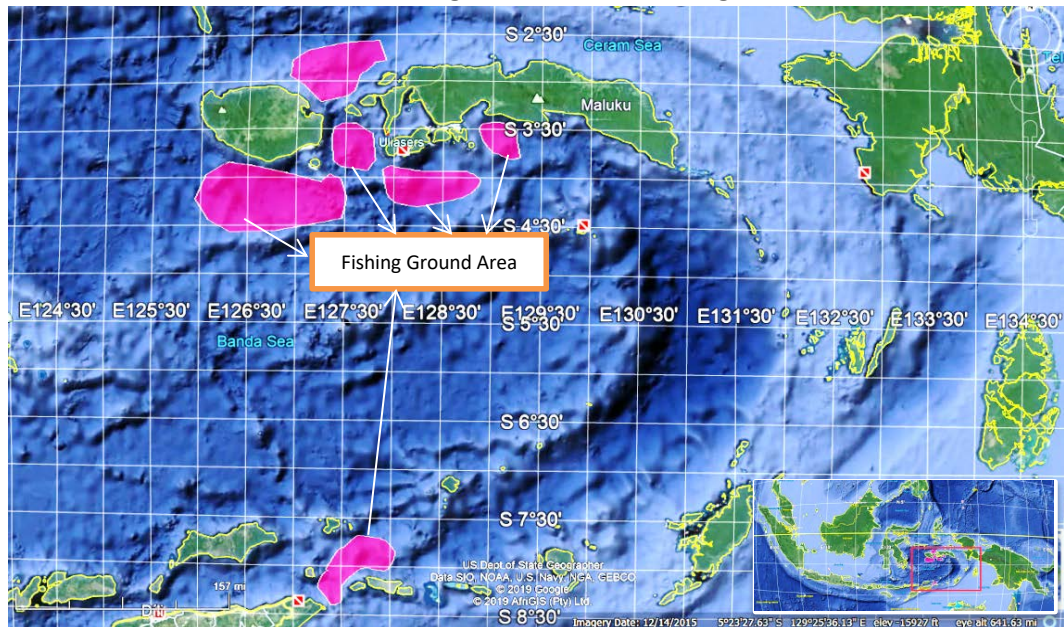 S 2°30'
Ceram Sea
Maluku
S 3°30'
Uliasers
S 4°30'
Fishing Ground Area
E124°30' E125°30' E126°30' E127°30' E128°30' E129°30' E130°30' E131°30' E132°30' E133°30' E134°30'
S 5°30'
Banda Sea
S 6°30'
S 7°30'
US Dept of State Geographer
Data SIO, NOAA, U.S. Navy, NGA, GEBCO
© 2019 Google
© 2019 AfriGIS (Pty) Ltd
157 mi
Dili
S 8°30'
Imagery Date: 12/14/2015 5°23'27.63" S 129°25'36.13" E elev -15927 ft eye alt 641.63 mi